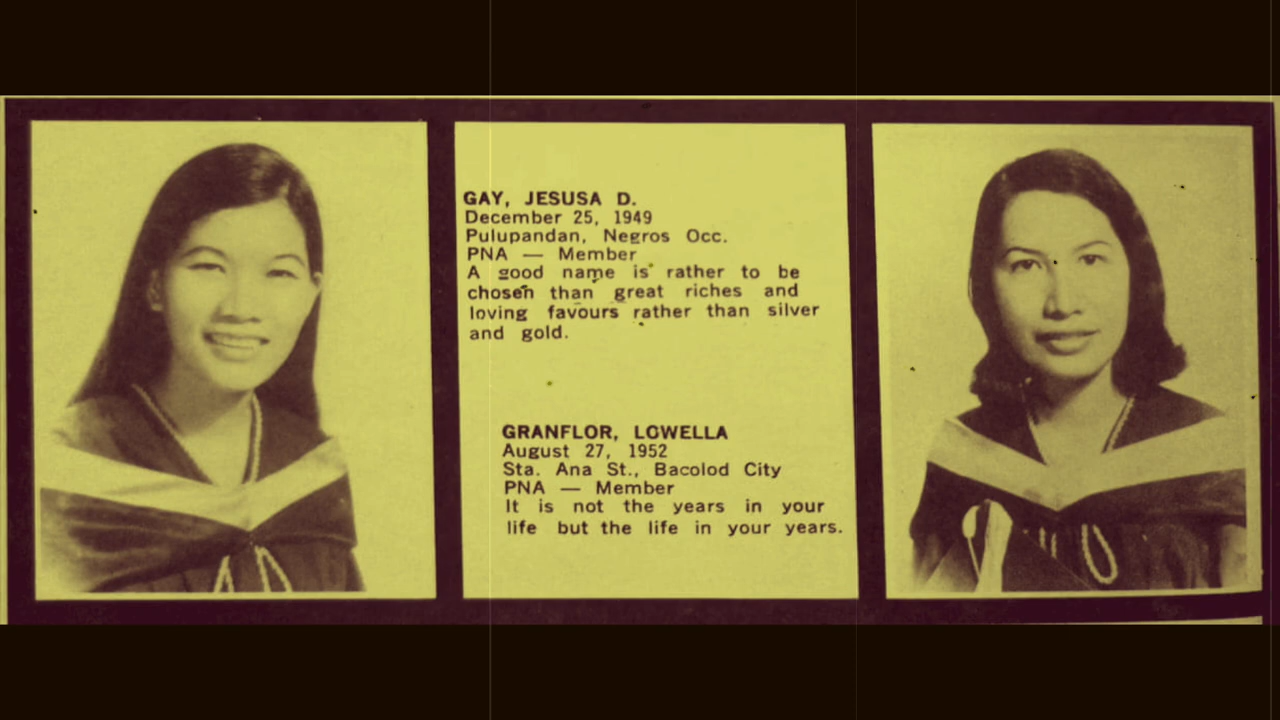 GAY, JESUSA D.
December 25, 1949
Pulupandan, Negros Occ.
PNA — Member
A good name is rather to be
chosen than great riches and
loving favours rather than silver
and gold.
GRANFLOR, LOWELLA
August 27, 1952
Sta. Ana St., Bacolod City
PNA — Member
It is not the years in your
life but the life in your years.